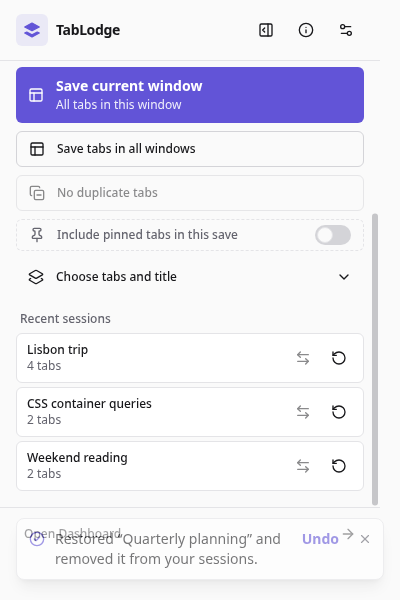 TabLodge
Save current window
All tabs in this window
Save tabs in all windows
No duplicate tabs
Include pinned tabs in this save
Choose tabs and title
Recent sessions
Lisbon trip
4 tabs
CSS container queries
2 tabs
Weekend reading
2 tabs
Open Dashboard
Restored “Quarterly planning” and Undo
removed it from your sessions.